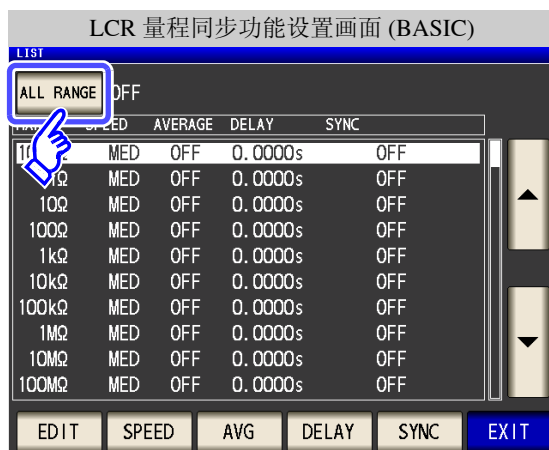 LCR 量程同步功能设置画面 (BASIC)
LIST
ALL RANGE OFF
AVERAGE DELAY SYNC
MED OFF 0.0000s OFF
MED OFF 0.0000s OFF
10Ω MED OFF 0.0000s OFF
100Ω MED OFF 0.0000s OFF
1kΩ MED OFF 0.0000s OFF
10kΩ MED OFF 0.0000s OFF
100kΩ MED OFF 0.0000s OFF
1MΩ MED OFF 0.0000s OFF
10MΩ MED OFF 0.0000s OFF
100MΩ MED OFF 0.0000s OFF
EDIT SPEED AVG DELAY SYNC EXIT